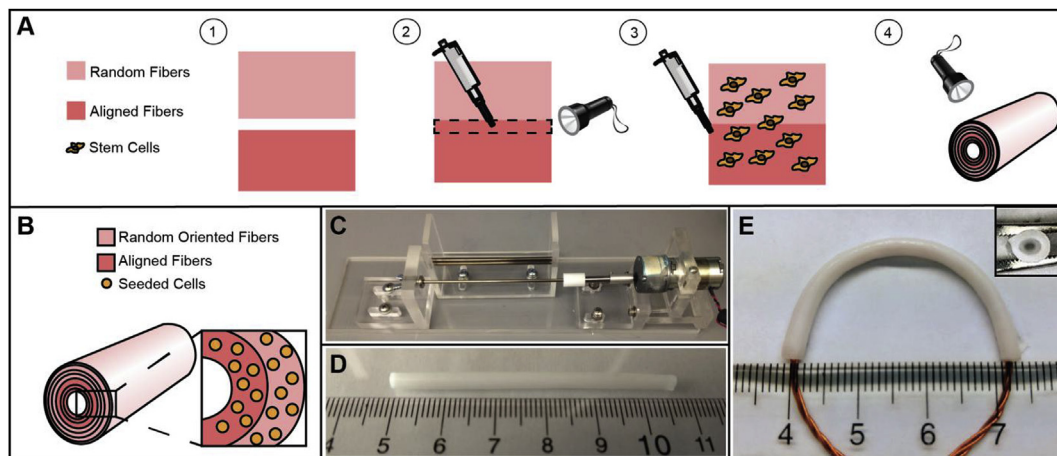 A
1
2
3
4
Random Fibers
Aligned Fibers
Stem Cells
B
Random Oriented Fibers
Aligned Fibers
Seeded Cells
C
D
4 5 6 7 8 9 10 11
E
4 5 6 7